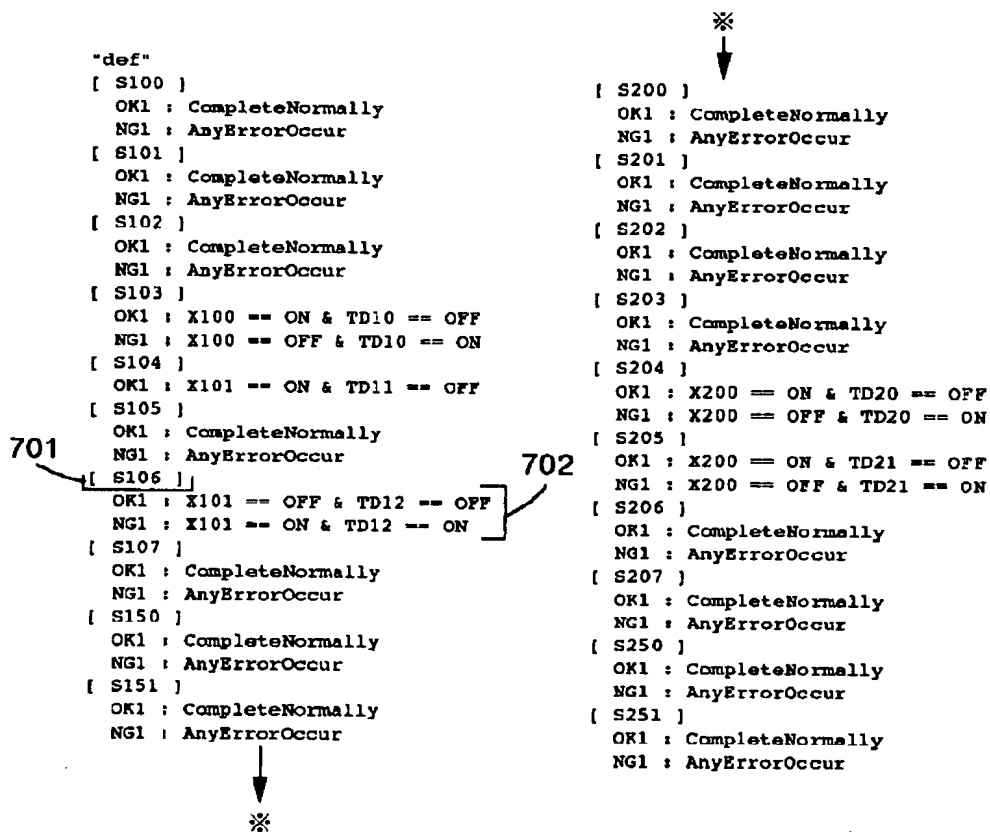 "def"
[ S100 ]
OK1 : CompleteNormally
NG1 : AnyErrorOccur
[ S101 ]
OK1 : CompleteNormally
NG1 : AnyErrorOccur
[ S102 ]
OK1 : CompleteNormally
NG1 : AnyErrorOccur
[ S103 ]
OK1 : X100 == ON & TD10 == OFF
NG1 : X100 == OFF & TD10 == ON
[ S104 ]
OK1 : X101 == ON & TD11 == OFF
[ S105 ]
OK1 : CompleteNormally
NG1 : AnyErrorOccur
701
[ S106 ]
OK1 : X101 == OFF & TD12 == OFF
NG1 : X101 == ON & TD12 == ON
702
[ S107 ]
OK1 : CompleteNormally
NG1 : AnyErrorOccur
[ S150 ]
OK1 : CompleteNormally
NG1 : AnyErrorOccur
[ S151 ]
OK1 : CompleteNormally
NG1 : AnyErrorOccur
※
※
[ S200 ]
OK1 : CompleteNormally
NG1 : AnyErrorOccur
[ S201 ]
OK1 : CompleteNormally
NG1 : AnyErrorOccur
[ S202 ]
OK1 : CompleteNormally
NG1 : AnyErrorOccur
[ S203 ]
OK1 : CompleteNormally
NG1 : AnyErrorOccur
[ S204 ]
OK1 : X200 == ON & TD20 == OFF
NG1 : X200 == OFF & TD20 == ON
[ S205 ]
OK1 : X200 == ON & TD21 == OFF
NG1 : X200 == OFF & TD21 == ON
[ S206 ]
OK1 : CompleteNormally
NG1 : AnyErrorOccur
[ S207 ]
OK1 : CompleteNormally
NG1 : AnyErrorOccur
[ S250 ]
OK1 : CompleteNormally
NG1 : AnyErrorOccur
[ S251 ]
OK1 : CompleteNormally
NG1 : AnyErrorOccur